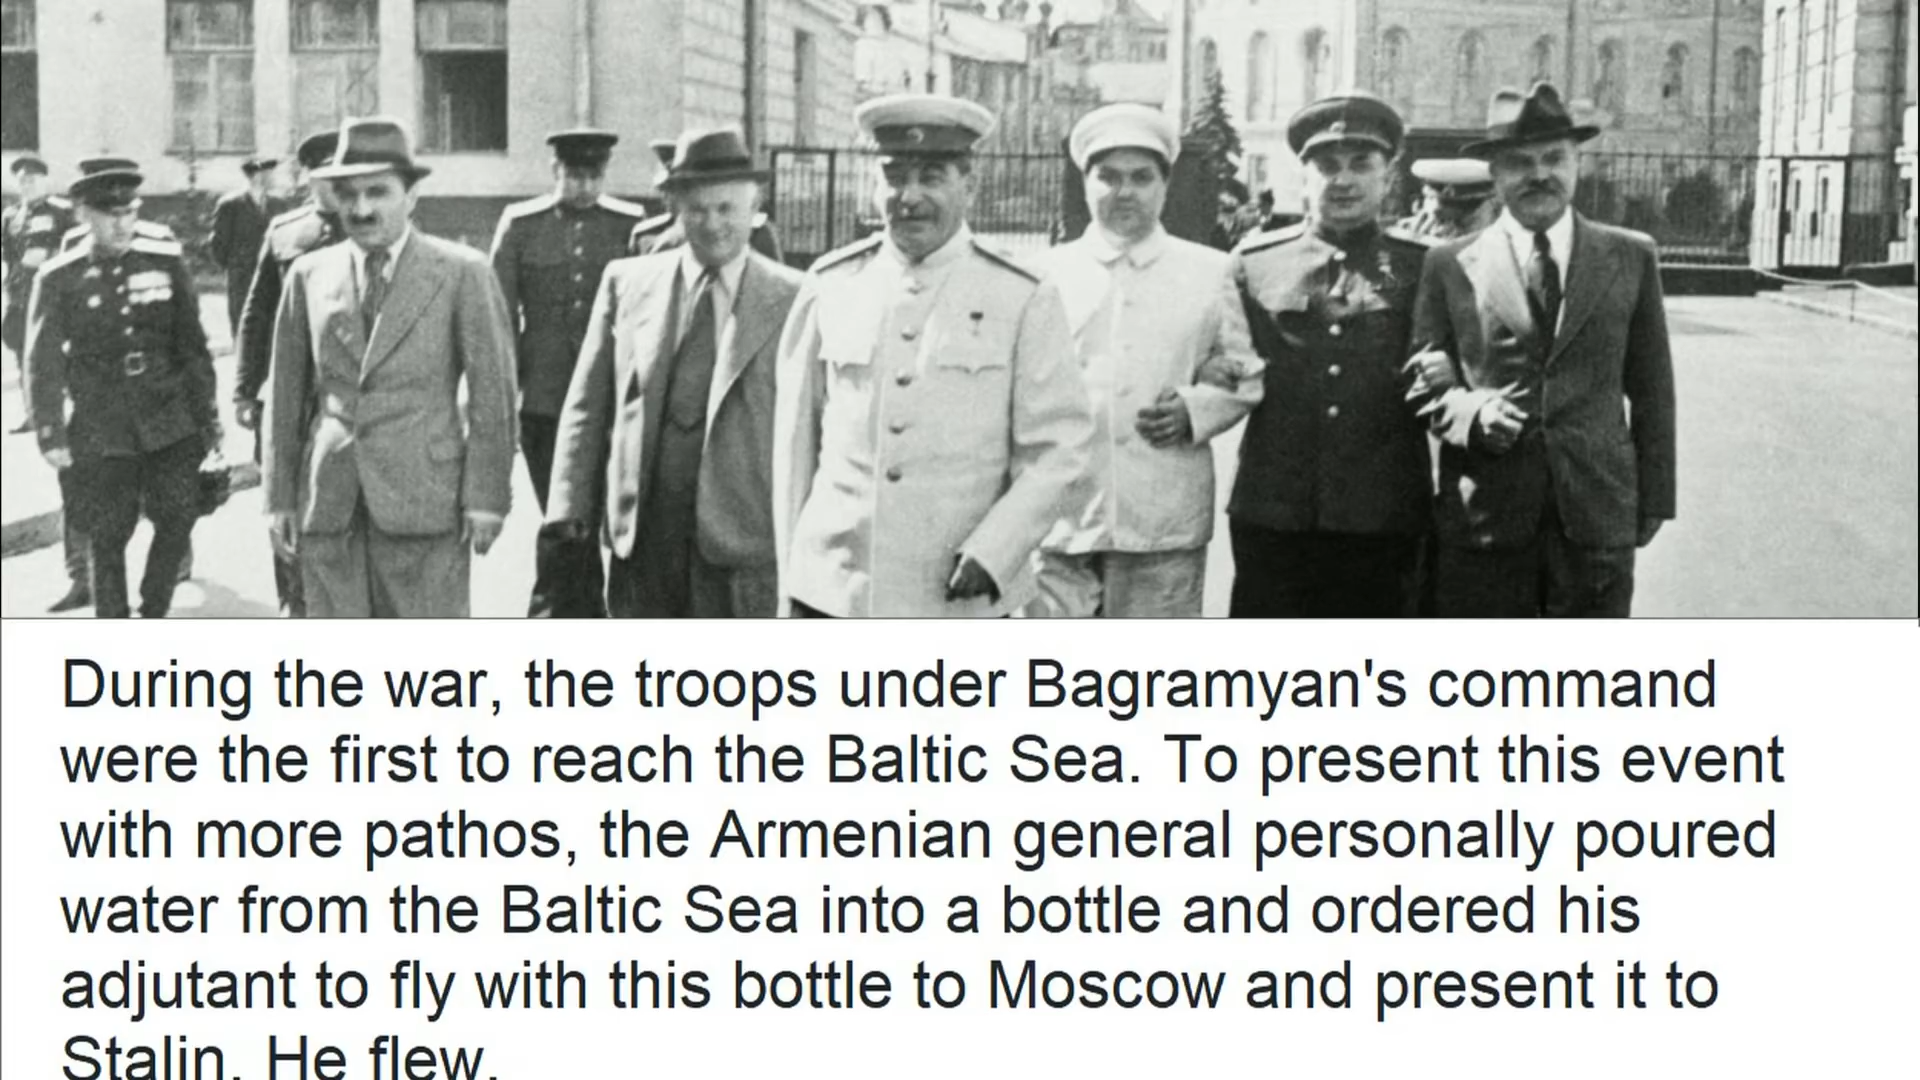 During the war, the troops under Bagramyan's command
were the first to reach the Baltic Sea. To present this event
with more pathos, the Armenian general personally poured
water from the Baltic Sea into a bottle and ordered his
adjutant to fly with this bottle to Moscow and present it to
Stalin. He flew.